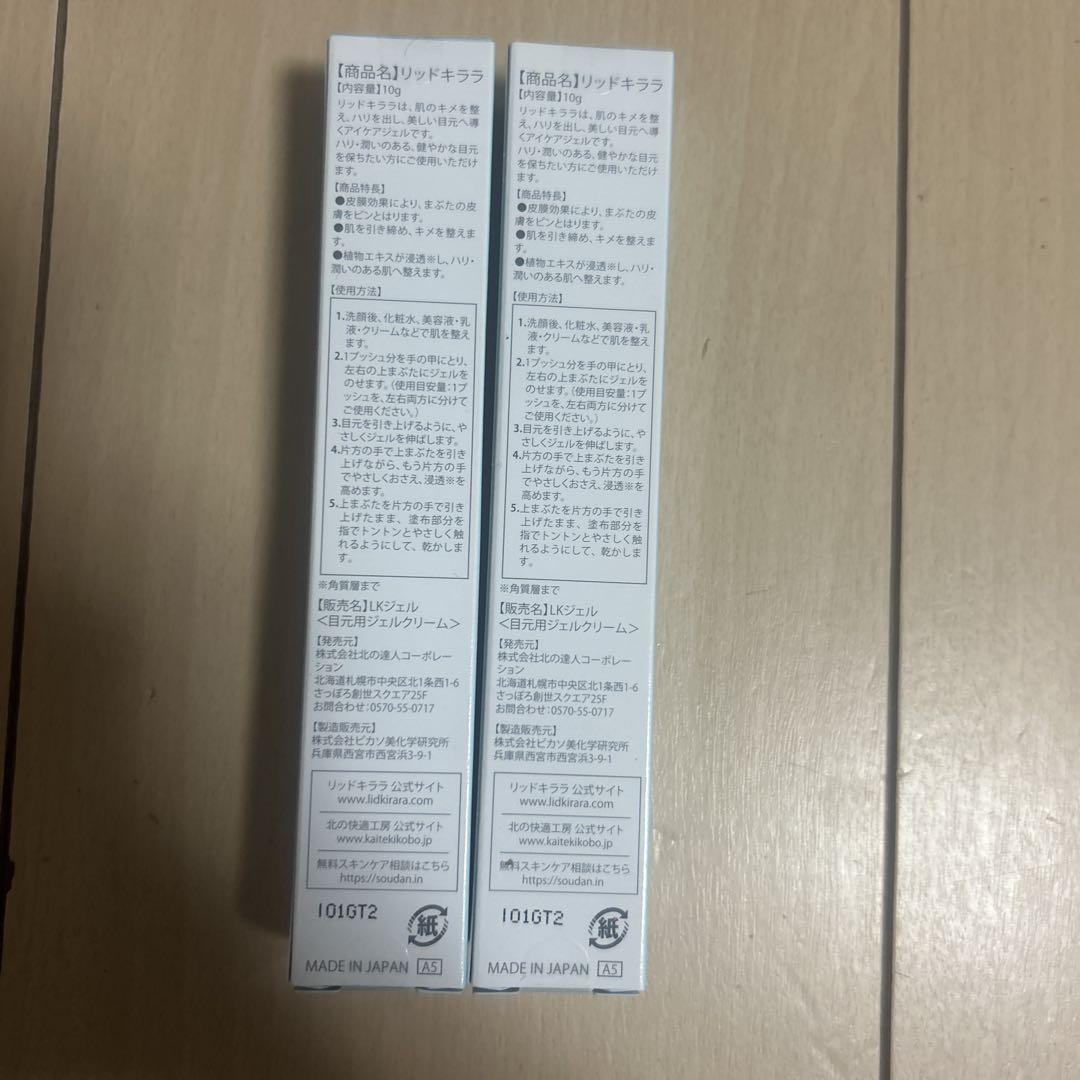 【商品名】リッドキララ
【内容量】10g
リッドキララは、肌のキメを整
え、ハリを出し、美しい目元へ導
くアイケアジェルです。
ハリ・潤いのある、健やかな目元
を保ちたい方にご使用いただけ
ます。
【商品特長】
●皮膜効果により、まぶたの皮
膚をピンとはります。
●肌を引き締め、キメを整えま
す。
●植物エキスが浸透※し、ハリ・
潤いのある肌へ整えます。
【使用方法】
1.洗顔後、化粧水、美容液・乳
液・クリームなどで肌を整え
ます。
2.1プッシュ分を手の甲にとり、
左右の上まぶたにジェルを
のせます。（使用目安量：1プ
ッシュを、左右両方に分けて
ご使用ください。）
3.目元を引き上げるように、や
さしくジェルを伸ばします。
4.片方の手で上まぶたを引き
上げながら、もう片方の手
でやさしくおさえ、浸透※を
高めます。
5.上まぶたを片方の手で引き
上げたまま、塗布部分を
指でトントンとやさしく触
れるようにして、乾かしま
す。
※角質層まで
【販売名】LKジェル
＜目元用ジェルクリーム＞
【発売元】
株式会社北の達人コーポレー
ション
北海道札幌市中央区北1条西1-6
さっぽろ創世スクエア25F
お問合わせ：0570-55-0717
【製造販売元】
株式会社ピカソ美化学研究所
兵庫県西宮市西宮浜3-9-1
リッドキララ 公式サイト
www.lidkirara.com
北の快適工房 公式サイト
www.kaitekikobo.jp
無料スキンケア相談はこちら
https://soudan.in
101GT2
紙
MADE IN JAPAN A5
【商品名】リッドキララ
【内容量】10g
リッドキララは、肌のキメを整
え、ハリを出し、美しい目元へ導
くアイケアジェルです。
ハリ・潤いのある、健やかな目元
を保ちたい方にご使用いただけ
ます。
【商品特長】
●皮膜効果により、まぶたの皮
膚をピンとはります。
●肌を引き締め、キメを整えま
す。
●植物エキスが浸透※し、ハリ・
潤いのある肌へ整えます。
【使用方法】
1.洗顔後、化粧水、美容液・乳
液・クリームなどで肌を整え
ます。
2.1プッシュ分を手の甲にとり、
左右の上まぶたにジェルを
のせます。（使用目安量：1プ
ッシュを、左右両方に分けて
ご使用ください。）
3.目元を引き上げるように、や
さしくジェルを伸ばします。
4.片方の手で上まぶたを引き
上げながら、もう片方の手
でやさしくおさえ、浸透※を
高めます。
5.上まぶたを片方の手で引き
上げたまま、塗布部分を
指でトントンとやさしく触
れるようにして、乾かしま
す。
※角質層まで
【販売名】LKジェル
＜目元用ジェルクリーム＞
【発売元】
株式会社北の達人コーポレー
ション
北海道札幌市中央区北1条西1-6
さっぽろ創世スクエア25F
お問合わせ：0570-55-0717
【製造販売元】
株式会社ピカソ美化学研究所
兵庫県西宮市西宮浜3-9-1
リッドキララ 公式サイト
www.lidkirara.com
北の快適工房 公式サイト
www.kaitekikobo.jp
無料スキンケア相談はこちら
https://soudan.in
101GT2
紙
MADE IN JAPAN A5